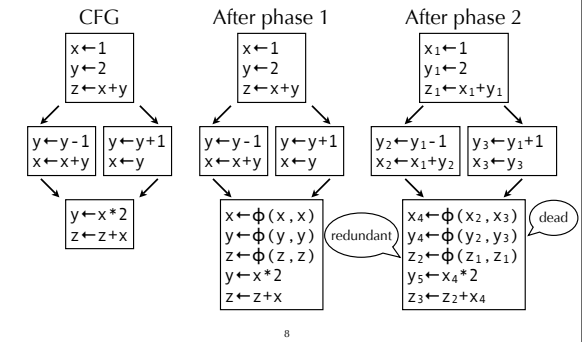 CFG
x←1
y←2
z←x+y
y←y-1
x←x+y
y←y+1
x←y
y←x*2
z←z+x
After phase 1
x←1
y←2
z←x+y
y←y-1
x←x+y
y←y+1
x←y
x←ϕ(x,x)
y←ϕ(y,y)
z←ϕ(z,z)
y←x*2
z←z+x
After phase 2
x₁←1
y₁←2
z₁←x₁+y₁
y₂←y₁-1
x₂←x₁+y₂
y₃←y₁+1
x₃←y₃
x₄←ϕ(x₂,x₃)
y₄←ϕ(y₂,y₃)
z₂←ϕ(z₁,z₁)
y₅←x₄*2
z₃←z₂+x₄
redundant
dead
8